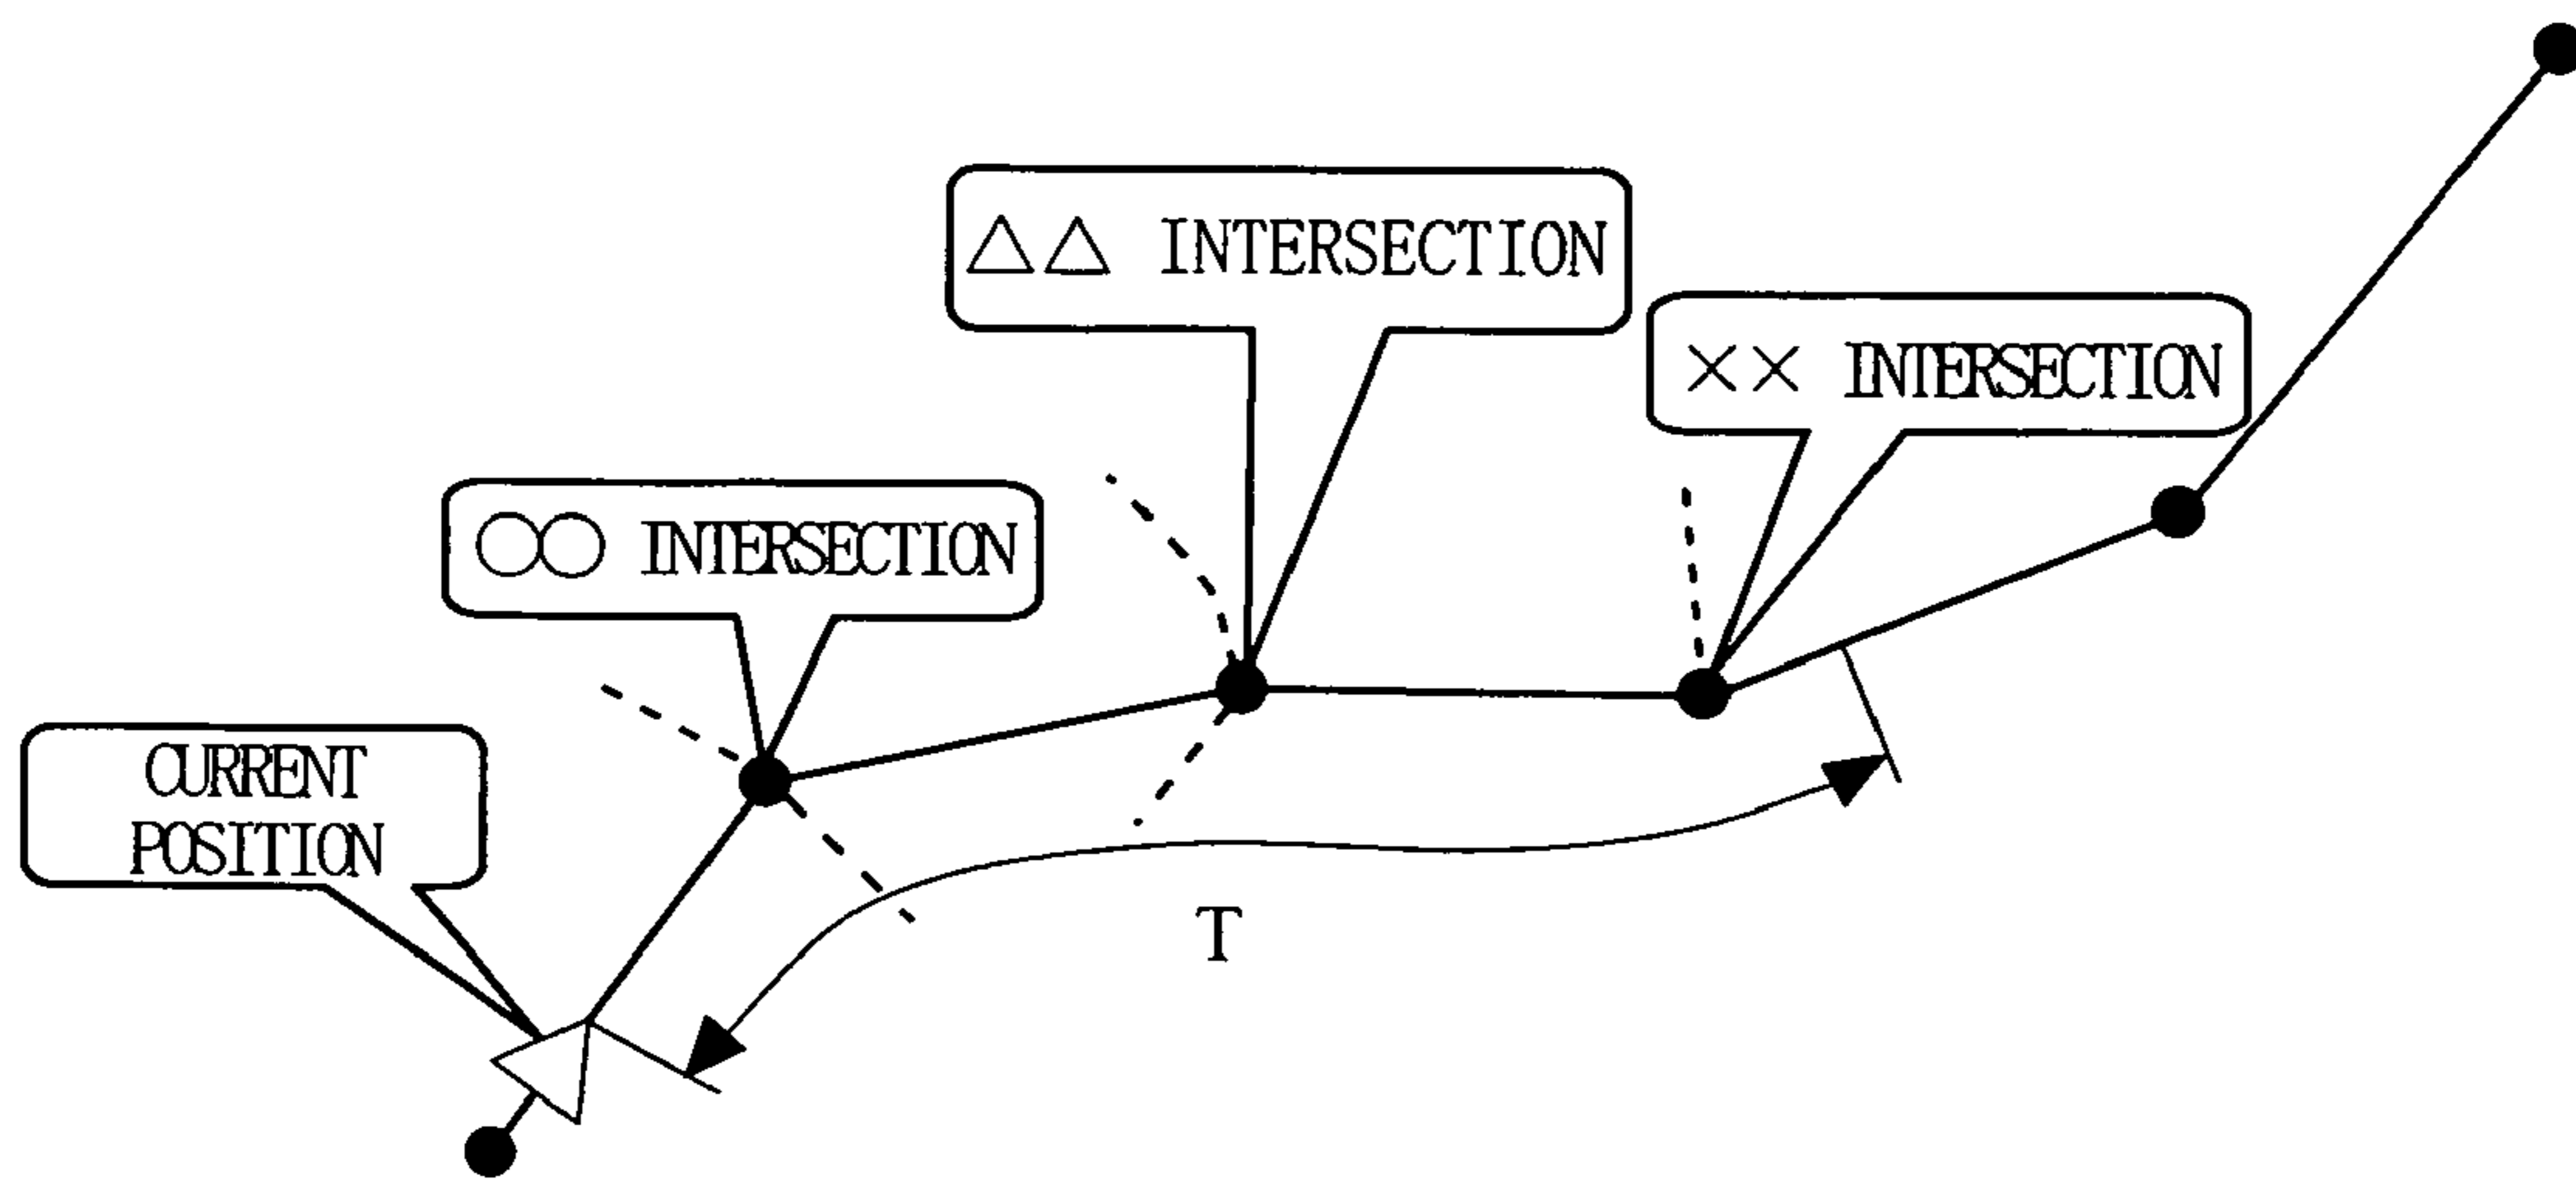 △△ INTERSECTION
×× INTERSECTION
○○ INTERSECTION
CURRENT
POSITION
T